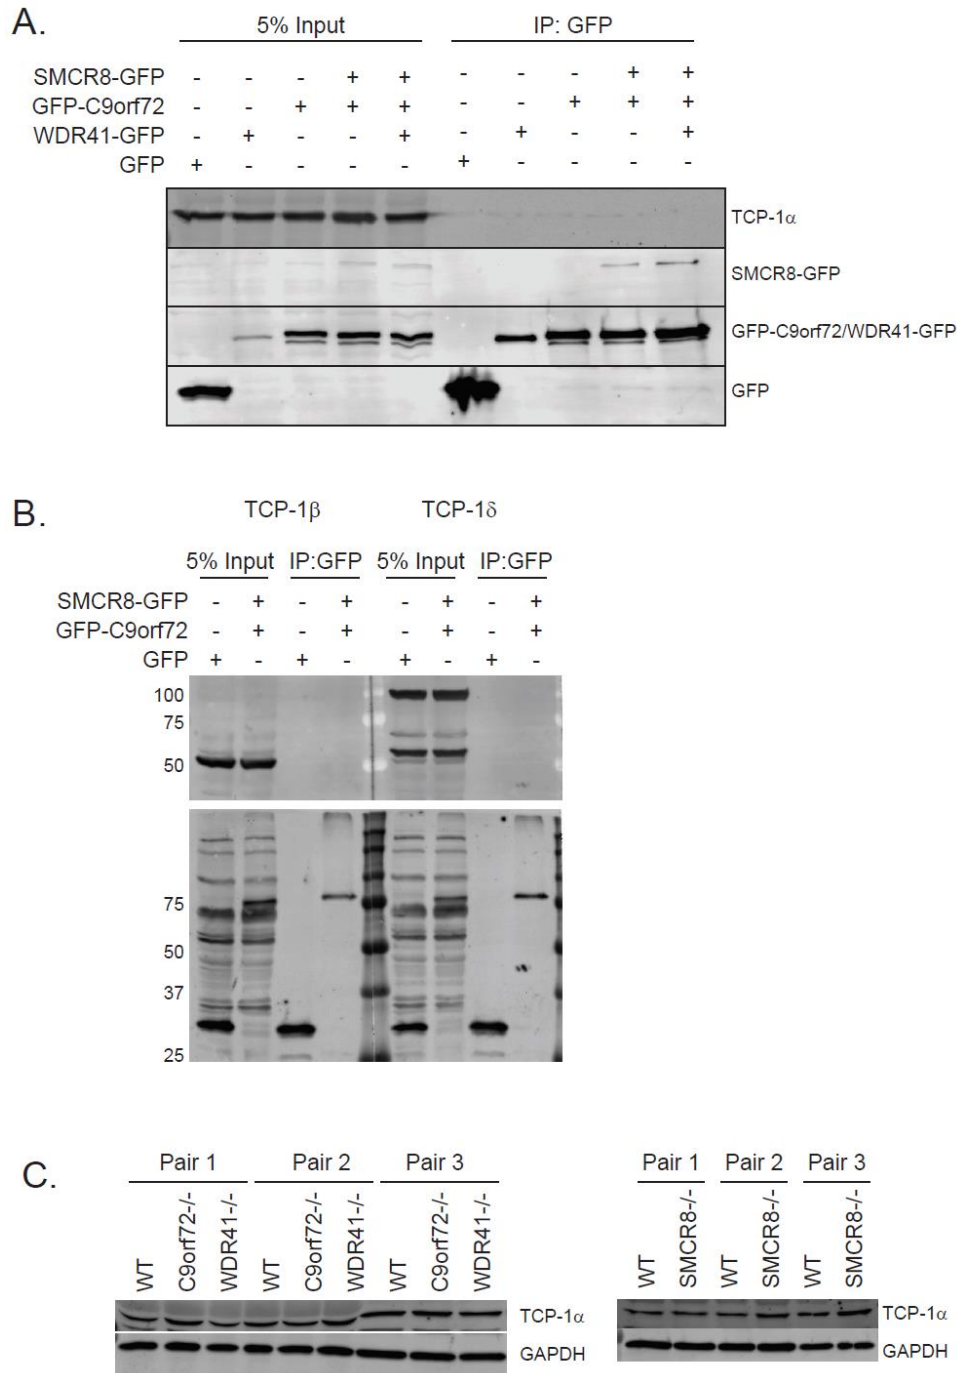 A.
5% Input IP: GFP
SMCR8-GFP - - - + + - - - + +
GFP-C9orf72 - - + + + - - + + +
WDR41-GFP - + - - + - + - - +
GFP + - - - - + - - - -
TCP-1α
SMCR8-GFP
GFP-C9orf72/WDR41-GFP
GFP
B.
TCP-1β TCP-1δ
5% Input IP:GFP 5% Input IP:GFP
SMCR8-GFP - + - + - + - +
GFP-C9orf72 - + - + - + - +
GFP + - + - + - + -
100
75
50
75
50
37
25
C.
Pair 1 Pair 2 Pair 3
WT C9orf72-/- WDR41-/- WT C9orf72-/- WDR41-/- WT C9orf72-/- WDR41-/-
TCP-1α
GAPDH
Pair 1 Pair 2 Pair 3
WT SMCR8-/- WT SMCR8-/- WT SMCR8-/-
TCP-1α
GAPDH